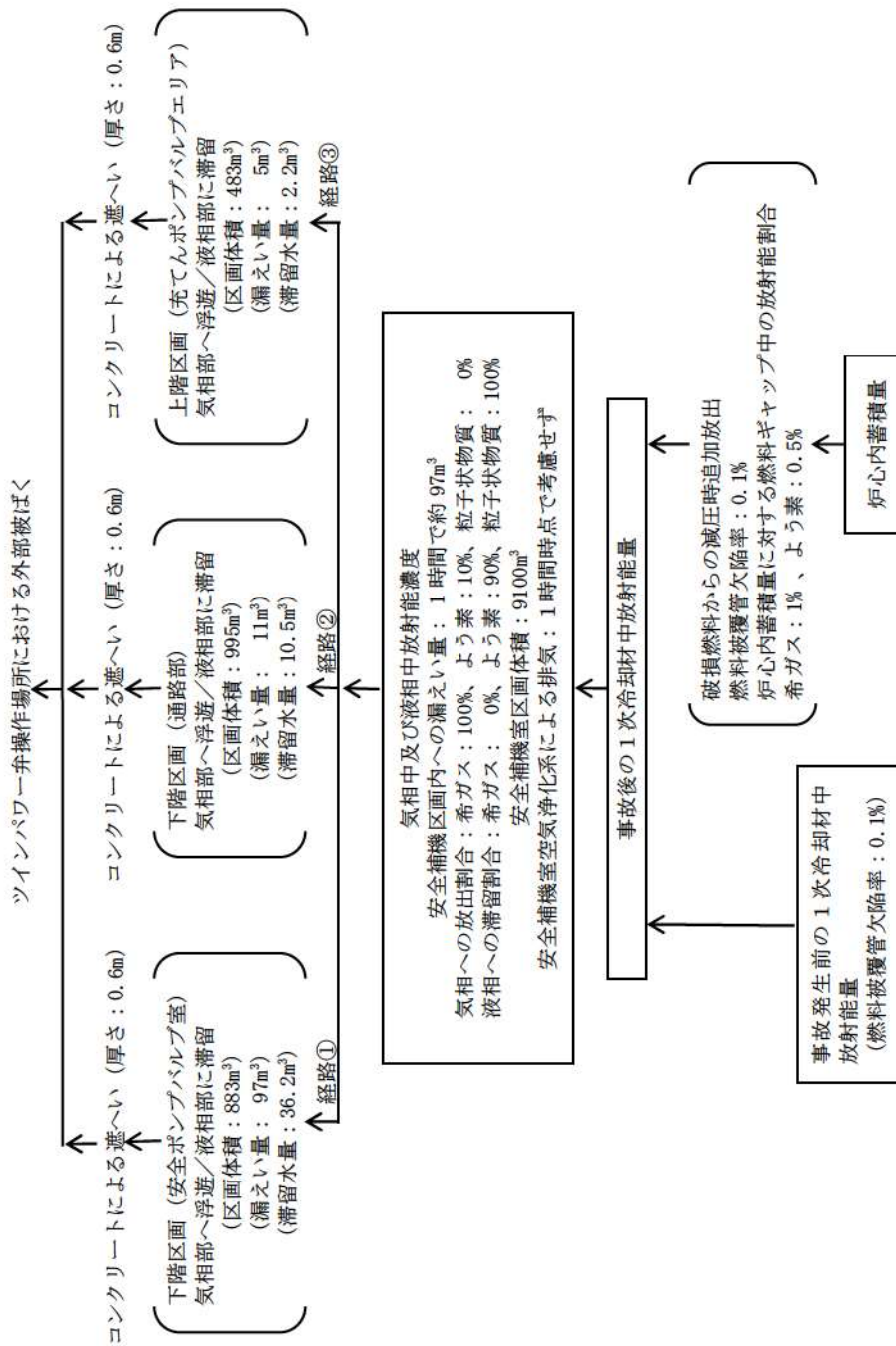 ツインパワー弁操作場所における外部被ばく
コンクリートによる遮へい (厚さ：0.6m)
コンクリートによる遮へい (厚さ：0.6m)
コンクリートによる遮へい (厚さ：0.6m)
下階区画 (安全ポンプバルブ室)
気相部へ浮遊／液相部に滞留
(区画体積：883m³)
(漏えい量： 97m³)
(滞留水量：36.2m³)
経路①
下階区画 (通路部)
気相部へ浮遊／液相部に滞留
(区画体積：995m³)
(漏えい量： 11m³)
(滞留水量：10.5m³)
経路②
上階区画 (充てんポンプバルブエリア)
気相部へ浮遊／液相部に滞留
(区画体積：483m³)
(漏えい量： 5m³)
(滞留水量：2.2m³)
経路③
気相中及び液相中放射能濃度
安全補機区画内への漏えい量：1時間で約 97m³
気相への放出割合：希ガス：100%、よう素：10%、粒子状物質： 0%
液相への滞留割合：希ガス： 0%、よう素：90%、粒子状物質：100%
安全補機室区画体積：9100m³
安全補機室空気浄化系による排気：1時間時点で考慮せず
事故後の1次冷却材中放射能量
事故発生前の1次冷却材中
放射能量
(燃料被覆管欠陥率：0.1%)
破損燃料からの減圧時追加放出
燃料被覆管欠陥率：0.1%
炉心内蓄積量に対する燃料ギャップ中の放射能割合
希ガス：1%、よう素：0.5%
炉心内蓄積量